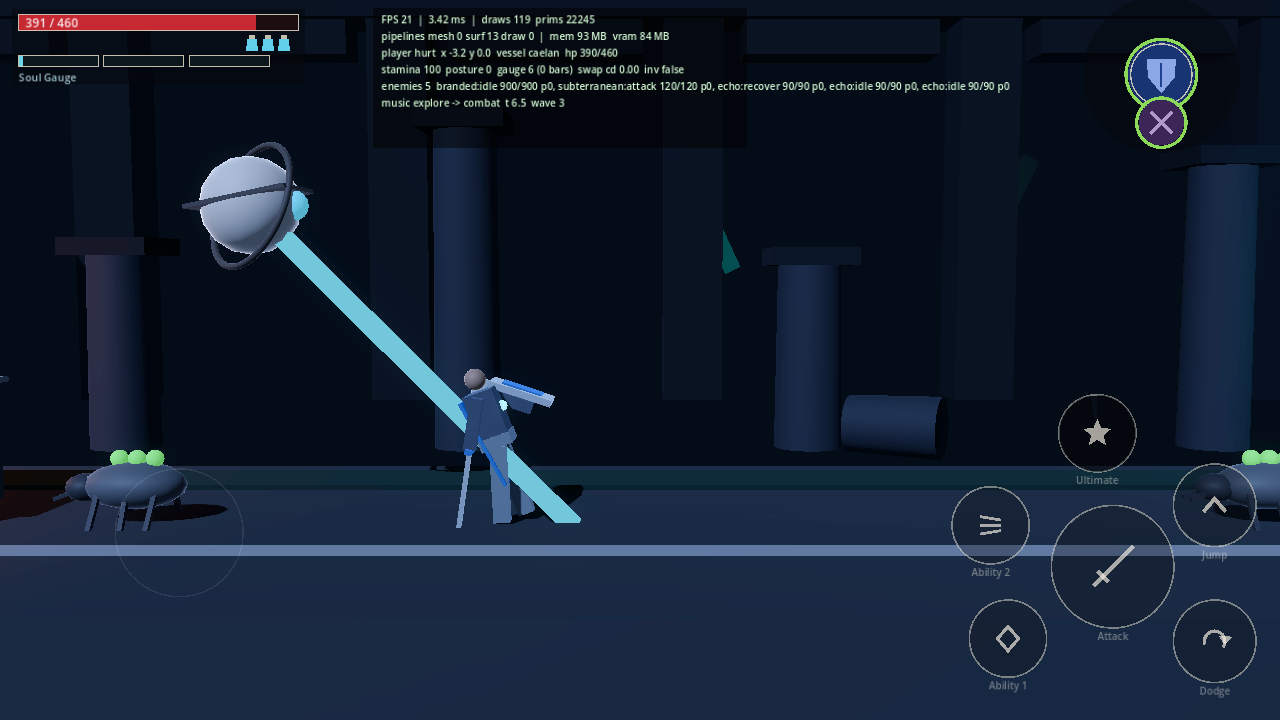 391 / 460
Soul Gauge
FPS 21 | 3.42 ms | draws 119 prims 22245
pipelines mesh 0 surf 13 draw 0 | mem 93 MB vram 84 MB
player hurt x -3.2 y 0.0 vessel caelan hp 390/460
stamina 100 posture 0 gauge 6 (0 bars) swap cd 0.00 inv false
enemies 5 branded:idle 900/900 p0, subterranean:attack 120/120 p0, echo:recover 90/90 p0, echo:idle 90/90 p0, echo:idle 90/90 p0
music explore -> combat t 6.5 wave 3
Ultimate
Ability 2
Jump
Attack
Ability 1
Dodge